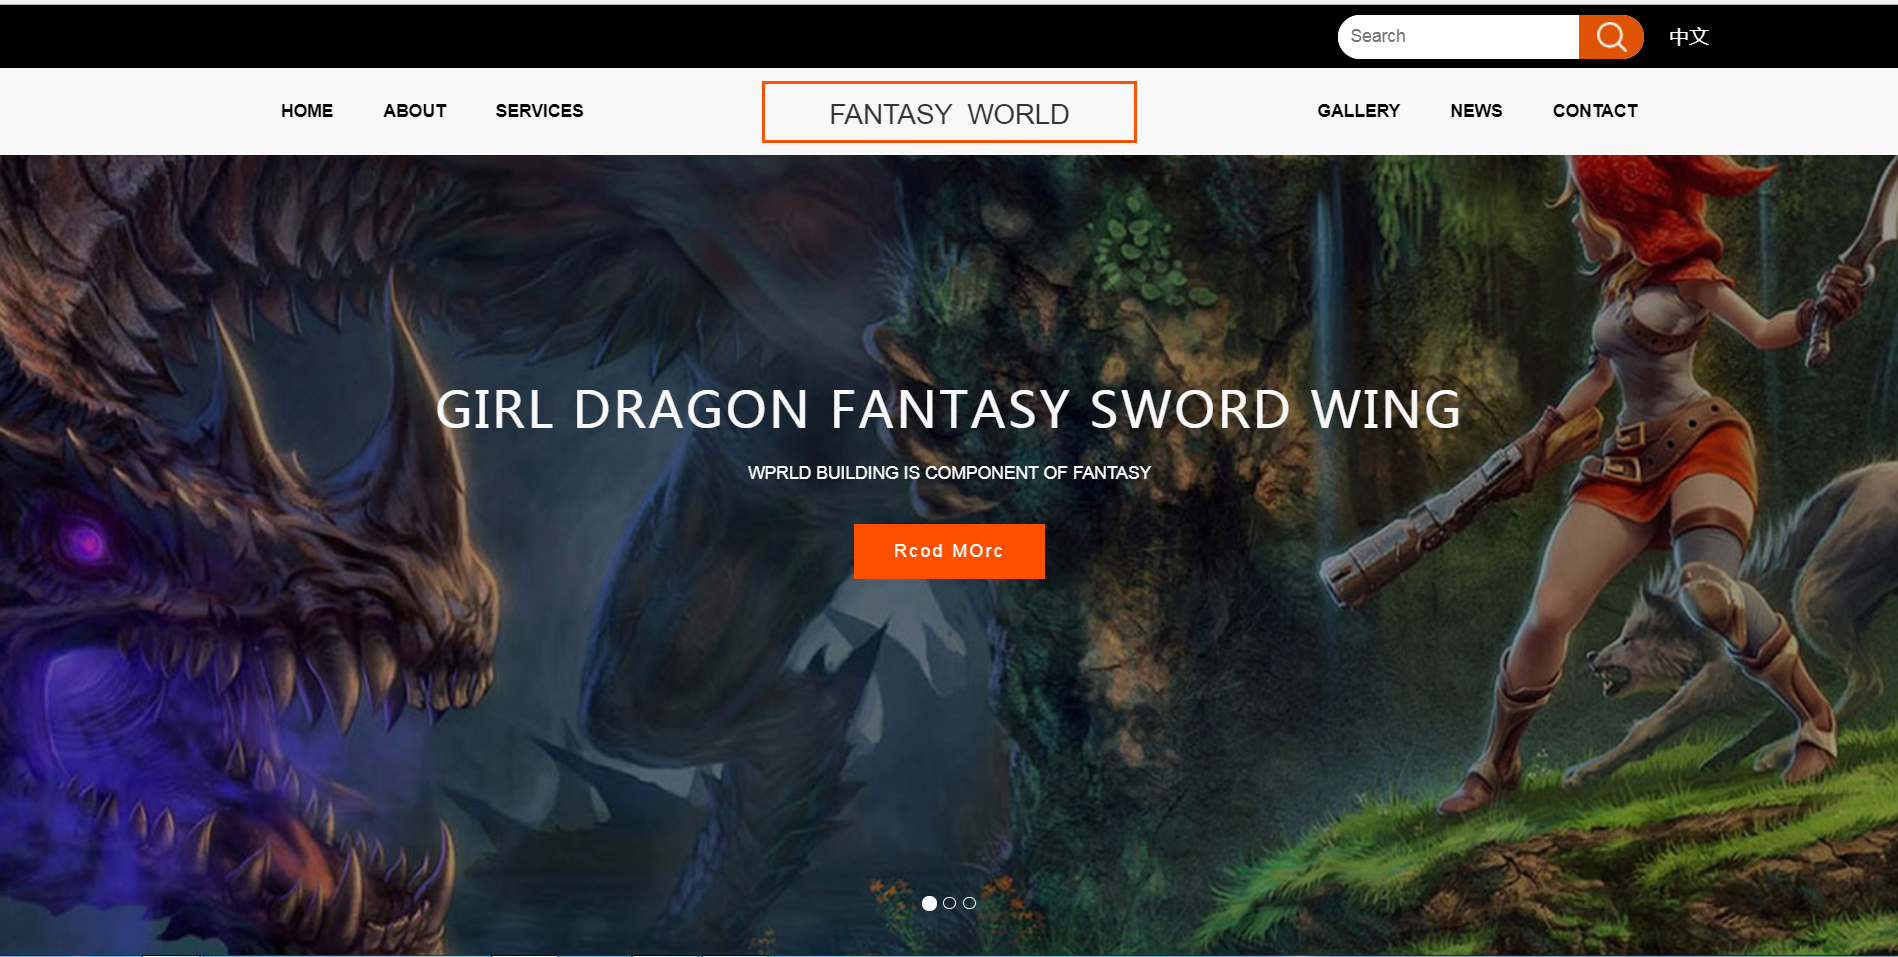 Search
中文
HOME ABOUT SERVICES FANTASY WORLD GALLERY NEWS CONTACT
GIRL DRAGON FANTASY SWORD WING
WPRLD BUILDING IS COMPONENT OF FANTASY
Rcod MOrc